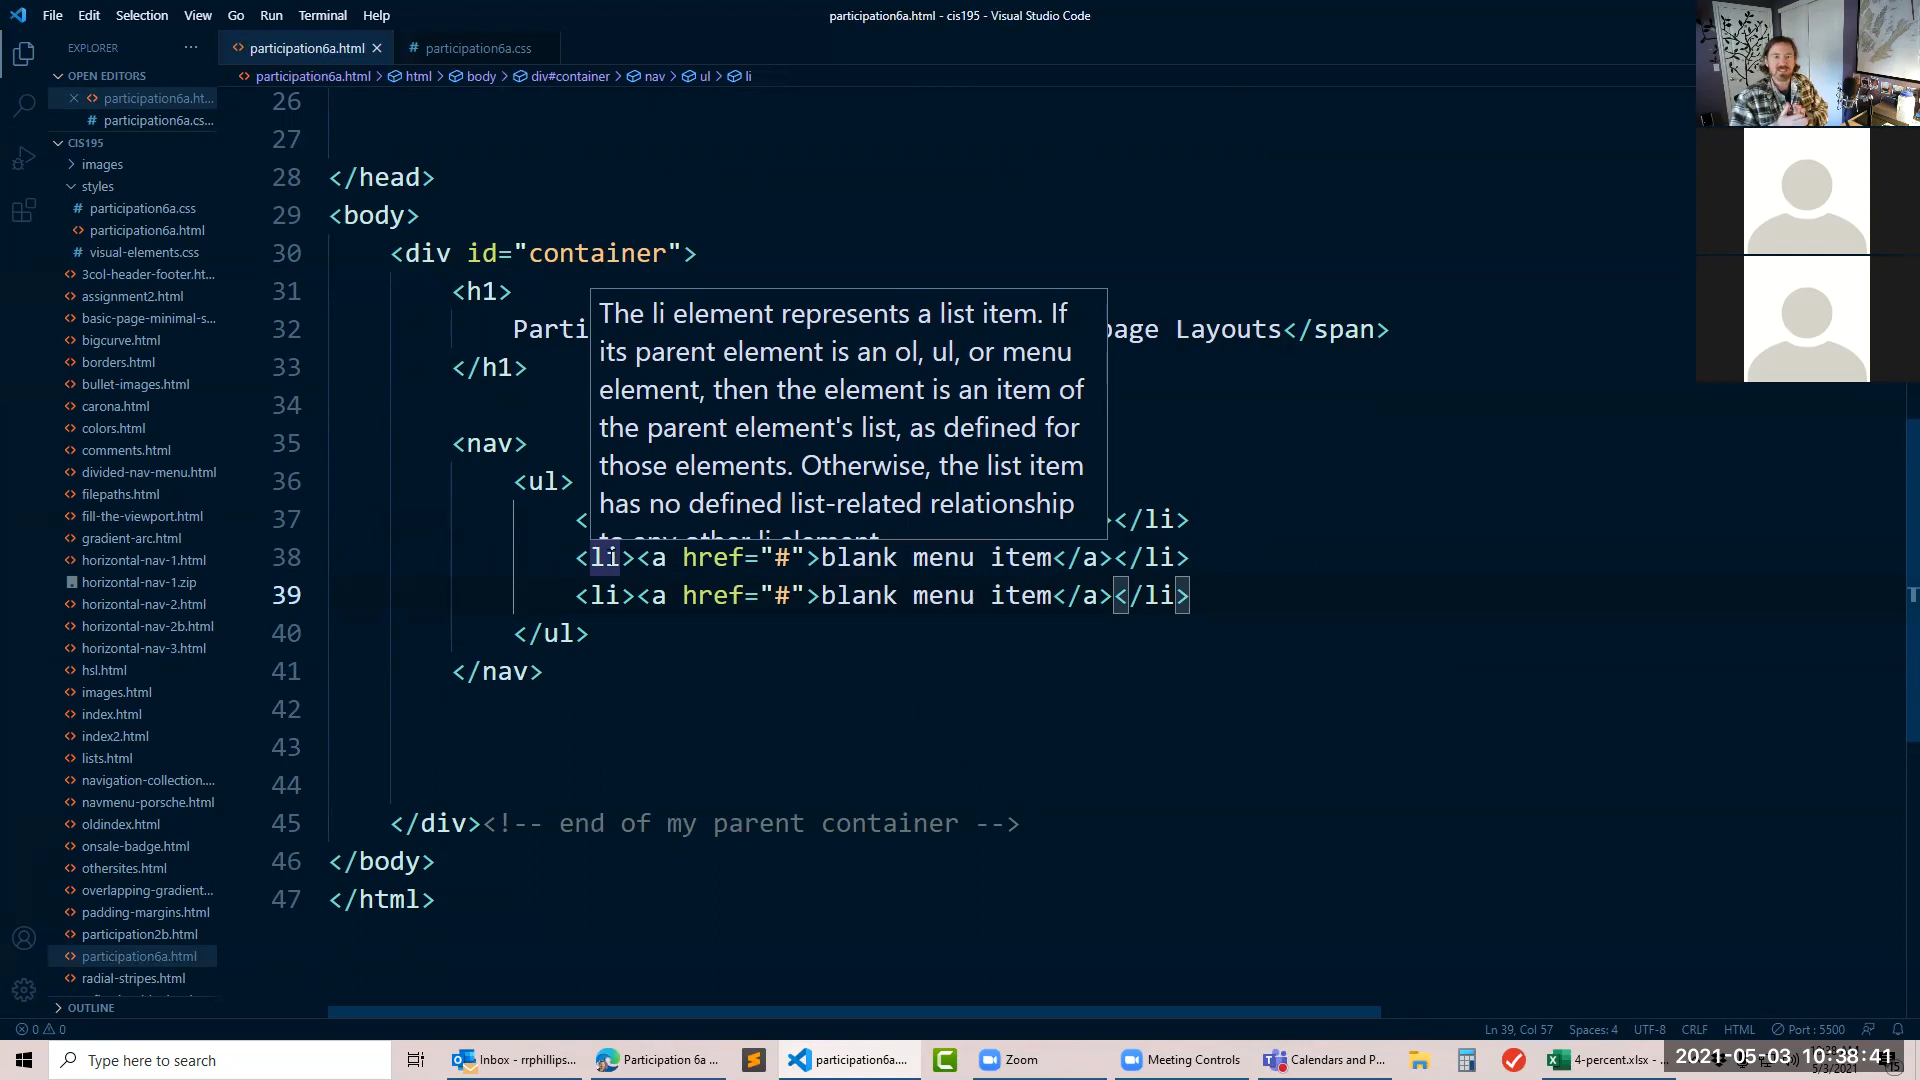 File Edit Selection View Go Run Terminal Help
participation6a.html - cis195 - Visual Studio Code
EXPLORER ···
participation6a.html
participation6a.css
participation6a.html > html > body > div#container > nav > ul > li
OPEN EDITORS
participation6a.ht...
participation6a.cs...
CIS195
images
styles
participation6a.css
participation6a.html
visual-elements.css
3col-header-footer.ht...
assignment2.html
basic-page-minimal-s...
bigcurve.html
borders.html
bullet-images.html
carona.html
colors.html
comments.html
divided-nav-menu.html
filepaths.html
fill-the-viewport.html
gradient-arc.html
horizontal-nav-1.html
horizontal-nav-1.zip
horizontal-nav-2.html
horizontal-nav-2b.html
horizontal-nav-3.html
hsl.html
images.html
index.html
index2.html
lists.html
navigation-collection....
navmenu-porsche.html
oldindex.html
onsale-badge.html
othersites.html
overlapping-gradient...
padding-margins.html
participation2b.html
participation6a.html
radial-stripes.html
OUTLINE
26
27
28 </head>
29 <body>
30 <div id="container">
31 <h1>
32 Parti page Layouts</span>
33 </h1>
34
35 <nav>
36 <ul>
37 < ></li>
38 <li><a href="#">blank menu item</a></li>
39 <li><a href="#">blank menu item</a></li>
40 </ul>
41 </nav>
42
43
44
45 </div><!-- end of my parent container -->
46 </body>
47 </html>
The li element represents a list item. If
its parent element is an ol, ul, or menu
element, then the element is an item of
the parent element's list, as defined for
those elements. Otherwise, the list item
has no defined list-related relationship
to any other li element.
0 0
Ln 39, Col 57 Spaces: 4 UTF-8 CRLF HTML Port : 5500
Type here to search
Inbox - rrphillips...
Participation 6a ...
participation6a....
Zoom
Meeting Controls
Calendars and P...
4-percent.xlsx - ...
2021-05-03 10:38:41
5/3/2021
15